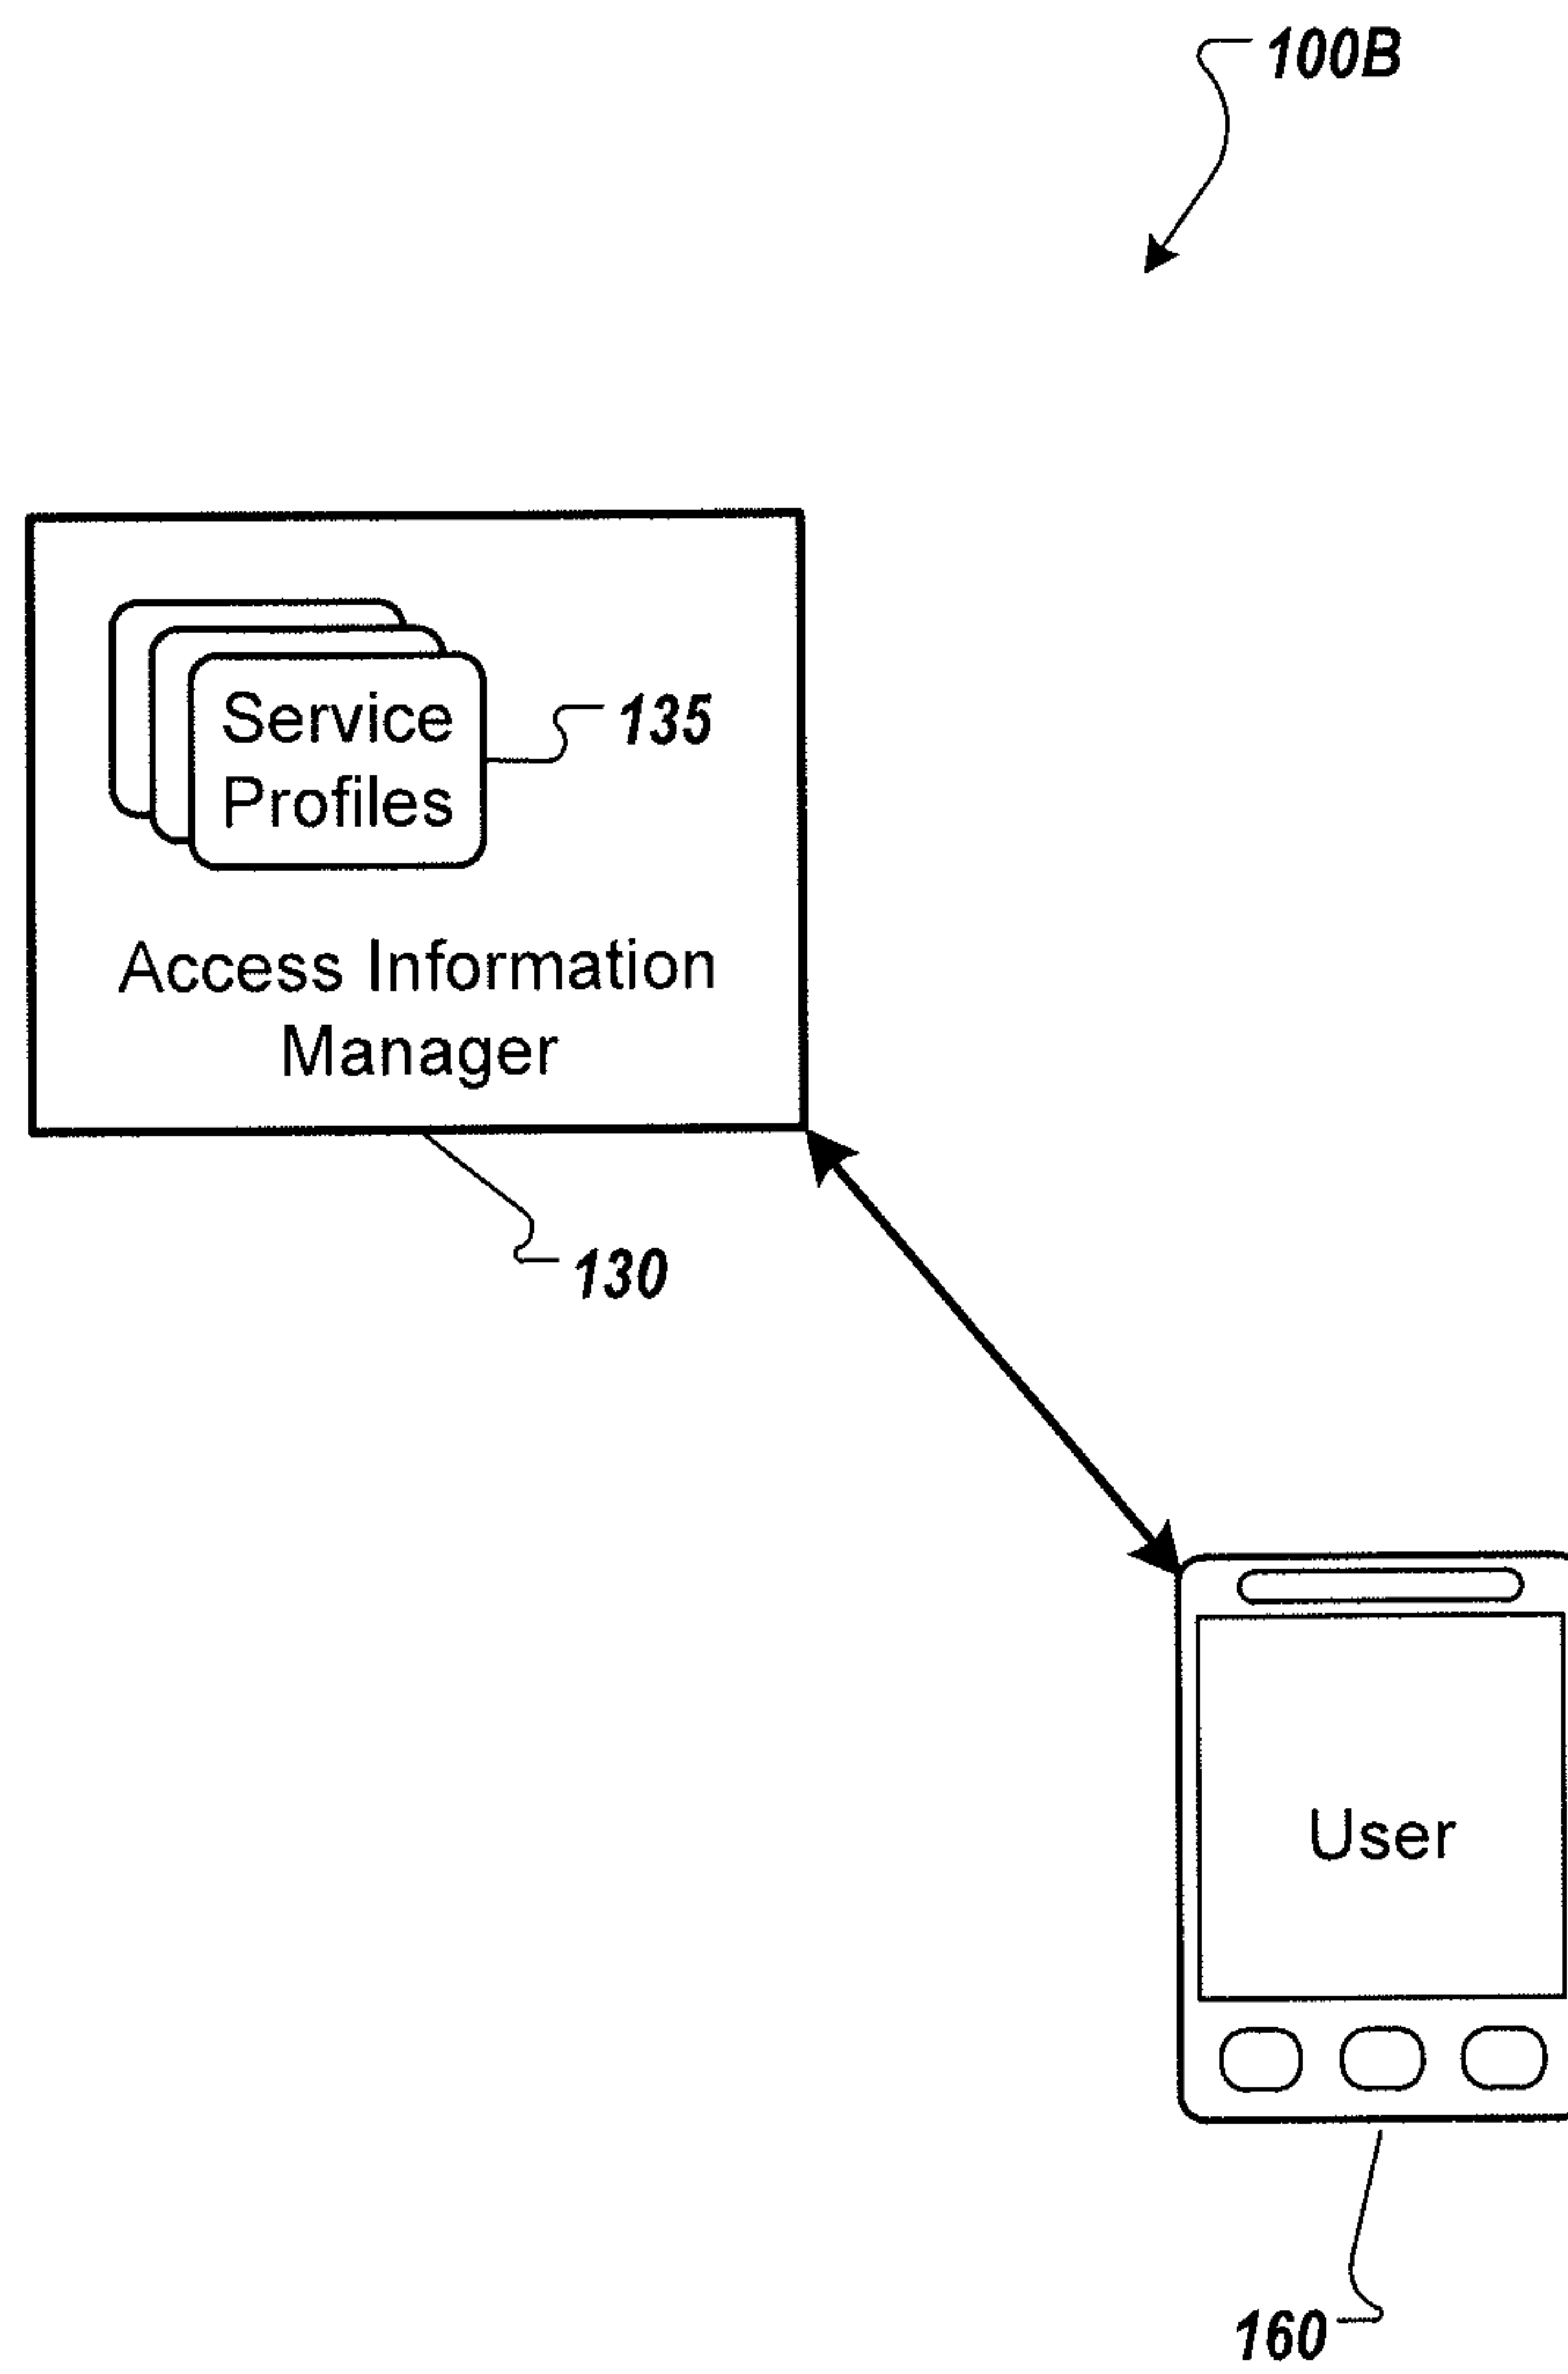 100B
Service
Profiles
135
Access Information
Manager
130
User
160